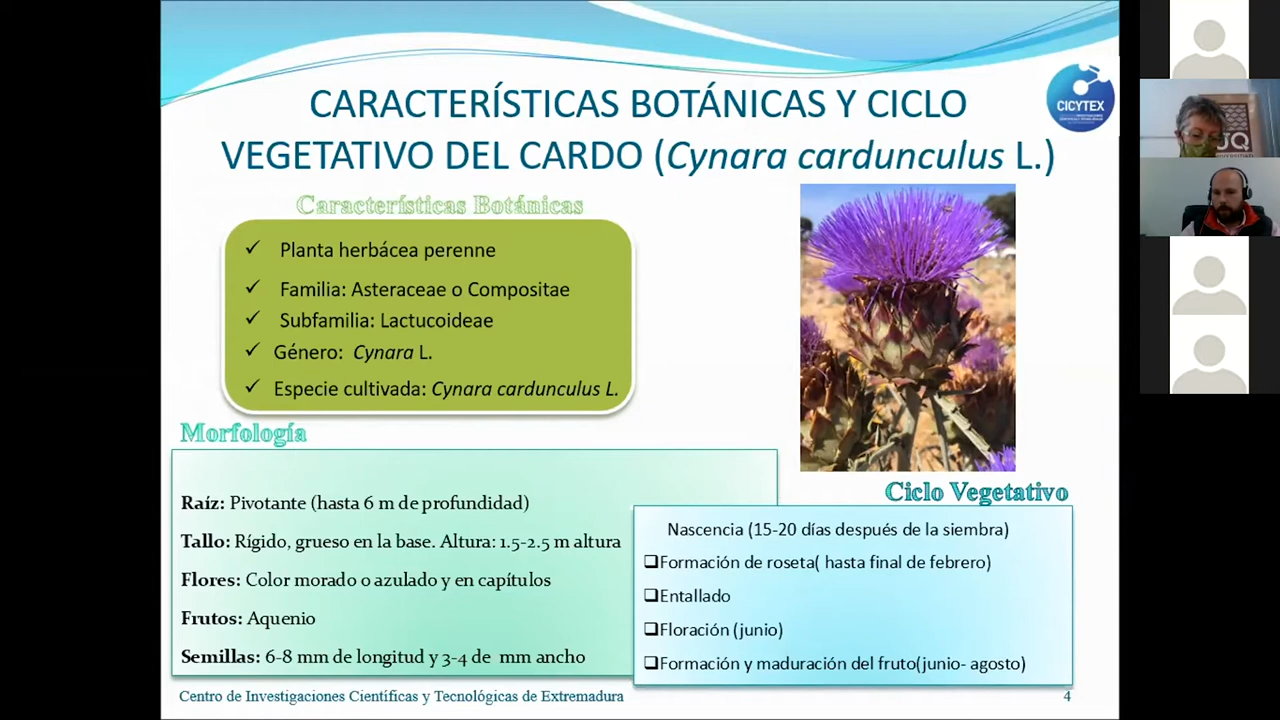 CARACTERÍSTICAS BOTÁNICAS Y CICLO
VEGETATIVO DEL CARDO (Cynara cardunculus L.)
CICYTEX
Características Botánicas
✓ Planta herbácea perenne
✓ Familia: Asteraceae o Compositae
✓ Subfamilia: Lactucoideae
✓ Género: Cynara L.
✓ Especie cultivada: Cynara cardunculus L.
Morfología
Raíz: Pivotante (hasta 6 m de profundidad)
Tallo: Rígido, grueso en la base. Altura: 1.5-2.5 m altura
Flores: Color morado o azulado y en capítulos
Frutos: Aquenio
Semillas: 6-8 mm de longitud y 3-4 de mm ancho
Ciclo Vegetativo
Nascencia (15-20 días después de la siembra)
❑Formación de roseta( hasta final de febrero)
❑Entallado
❑Floración (junio)
❑Formación y maduración del fruto(junio- agosto)
Centro de Investigaciones Científicas y Tecnológicas de Extremadura
4